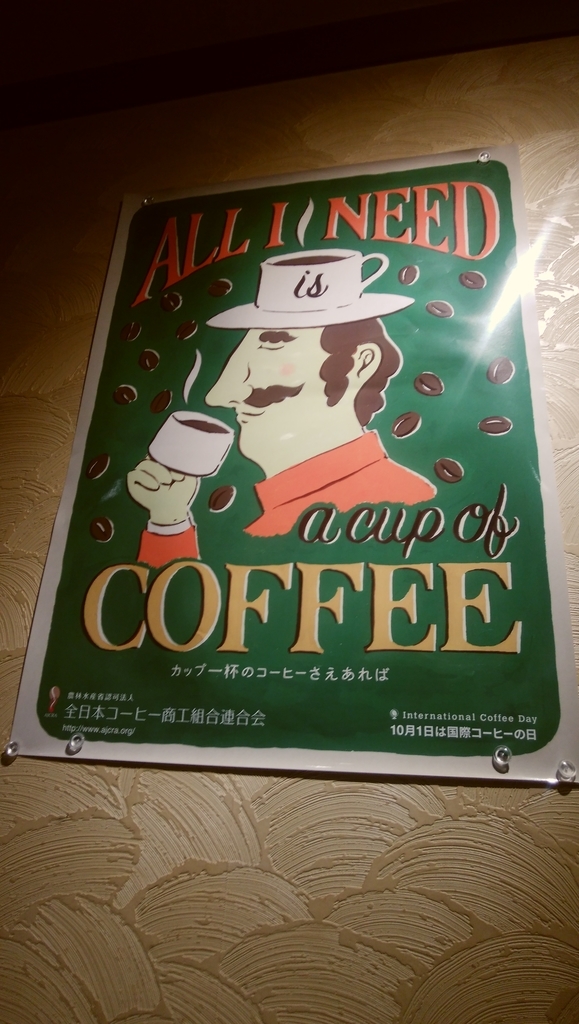 ALL I NEED
is
a cup of
COFFEE
カップ一杯のコーヒーさえあれば
農林水産省認可法人
全日本コーヒー商工組合連合会
http://www.ajcra.org/
International Coffee Day
10月1日は国際コーヒーの日